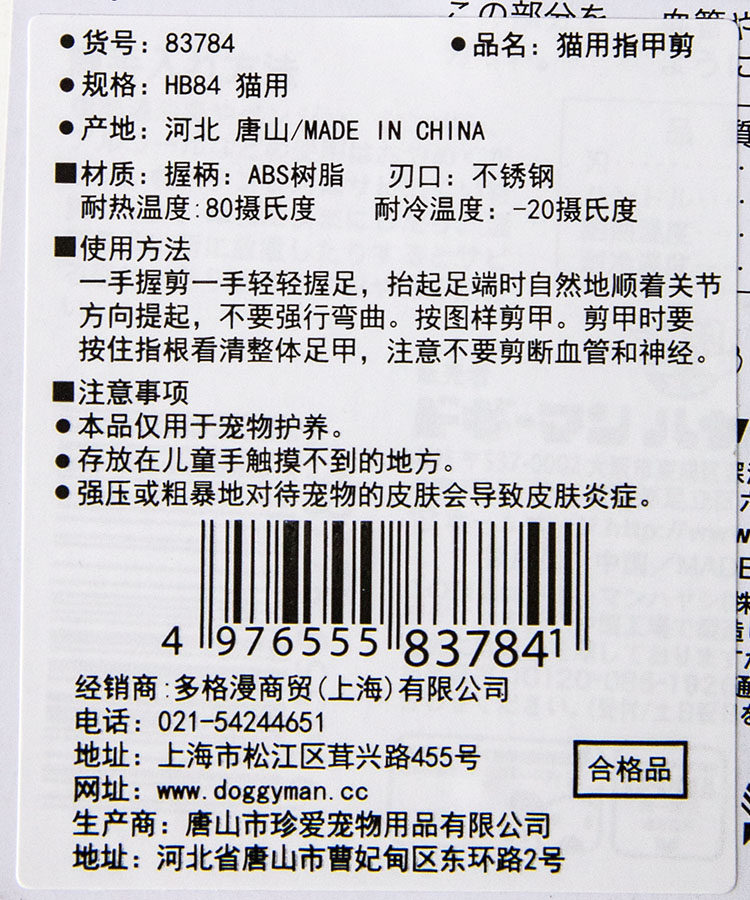 この部分を
● 货号：83784 ● 品名：猫用指甲剪
● 规格：HB84 猫用
● 产地：河北 唐山/MADE IN CHINA
■材质：握柄：ABS树脂 刃口：不锈钢
耐热温度:80摄氏度 耐冷温度：-20摄氏度
■使用方法
一手握剪一手轻轻握足，抬起足端时自然地顺着关节
方向提起，不要强行弯曲。按图样剪甲。剪甲时要
按住指根看清整体足甲，注意不要剪断血管和神经。
■注意事项
●本品仅用于宠物护养。
●存放在儿童手触摸不到的地方。
●强压或粗暴地对待宠物的皮肤会导致皮肤炎症。
4 976555 837841
经销商:多格漫商贸(上海)有限公司
电话：021-54244651
地址：上海市松江区茸兴路455号
合格品
网址：www.doggyman.cc
生产商：唐山市珍爱宠物用品有限公司
地址：河北省唐山市曹妃甸区东环路2号